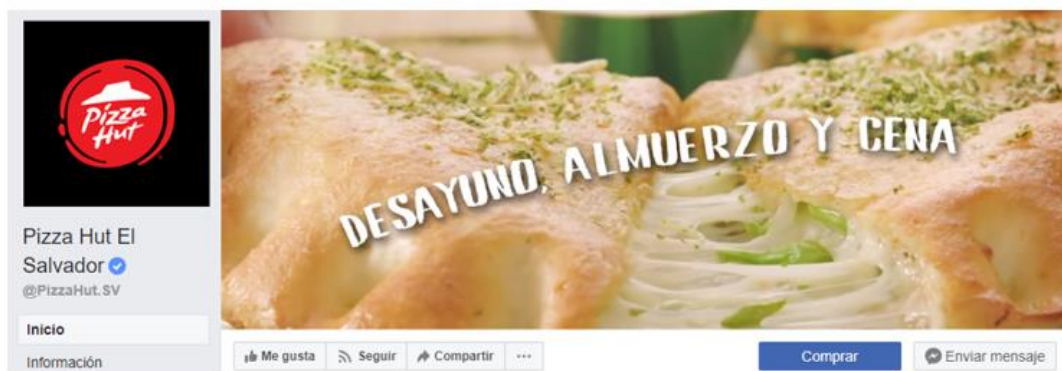 Pizza
Hut
DESAYUNO, ALMUERZO Y CENA
Pizza Hut El
Salvador
@PizzaHut.SV
Inicio
Información
Me gusta
Seguir
Compartir
Comprar
Enviar mensaje